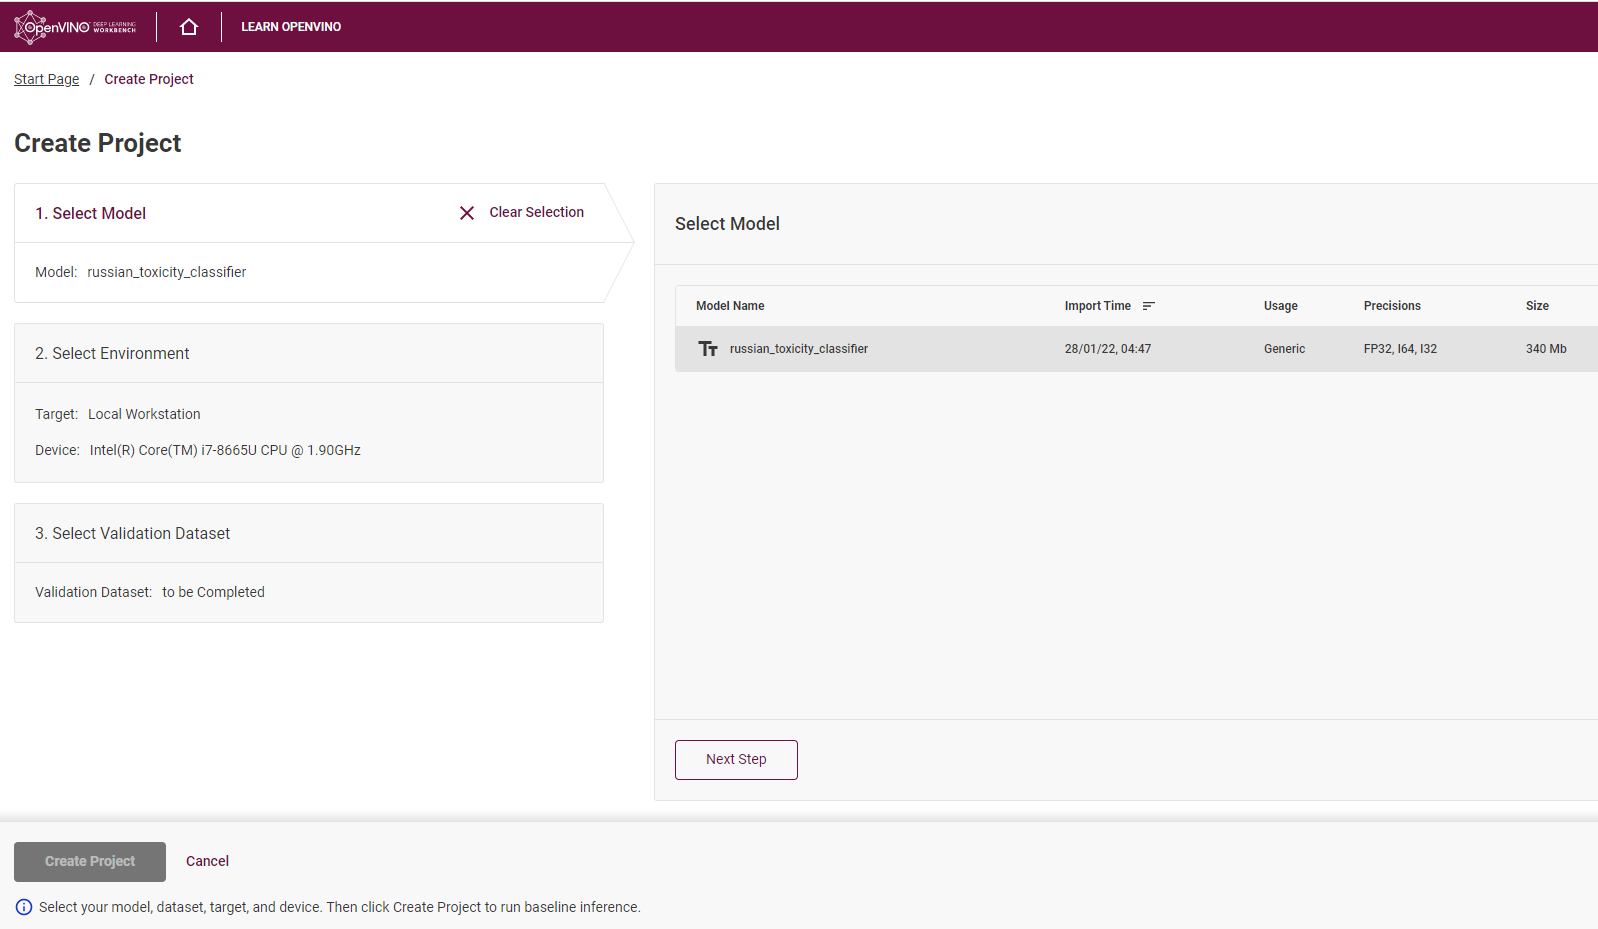 OpenVINO DEEP LEARNING WORKBENCH
LEARN OPENVINO
Start Page / Create Project
Create Project
1. Select Model
Clear Selection
Model: russian_toxicity_classifier
2. Select Environment
Target: Local Workstation
Device: Intel(R) Core(TM) i7-8665U CPU @ 1.90GHz
3. Select Validation Dataset
Validation Dataset: to be Completed
Select Model
Model Name Import Time Usage Precisions Size
russian_toxicity_classifier 28/01/22, 04:47 Generic FP32, I64, I32 340 Mb
Next Step
Create Project Cancel
Select your model, dataset, target, and device. Then click Create Project to run baseline inference.